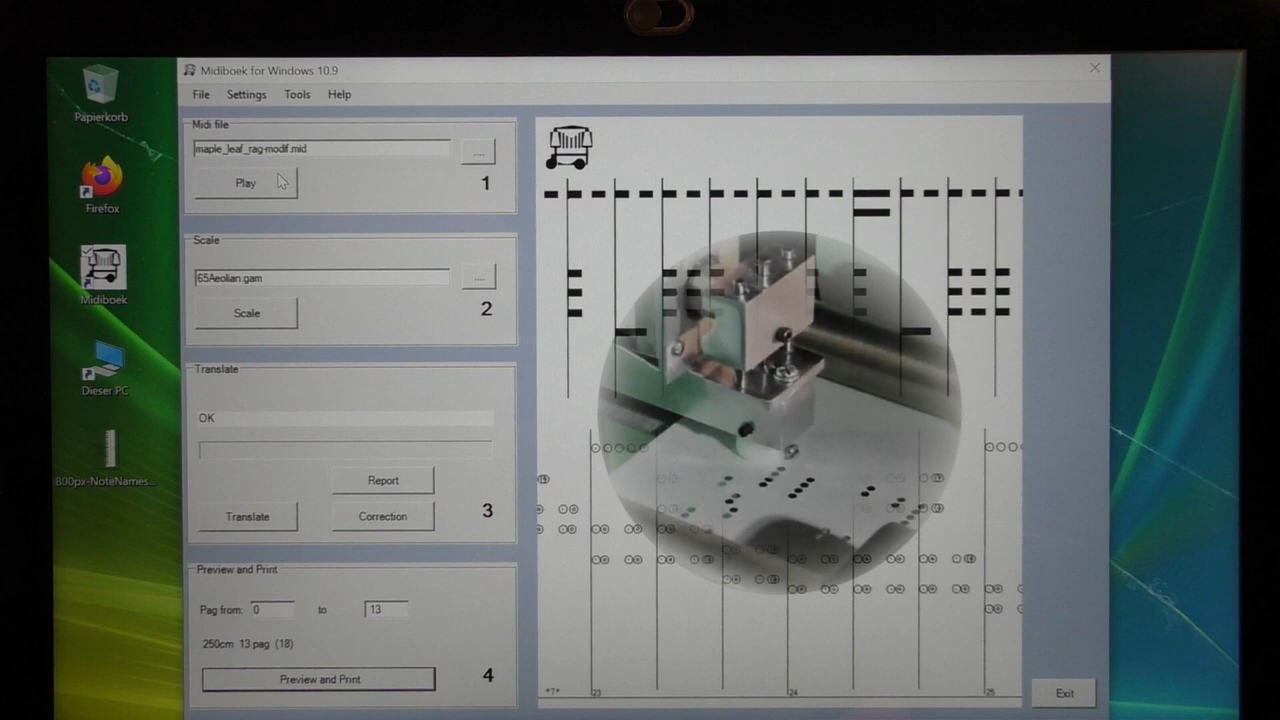 Midiboek for Windows 10.9
File Settings Tools Help
Papierkorb
Firefox
Midiboek
Dieser PC
800px-NoteNames...
Midi file
maple_leaf_rag-modif.mid
....
Play
1
Scale
65Aeolian.gam
....
Scale
2
Translate
OK
Report
Translate
Correction
3
Preview and Print
Pag from: 0 to 13
250cm 13 pag (18)
Preview and Print
4
*7* 23 24 25
Exit